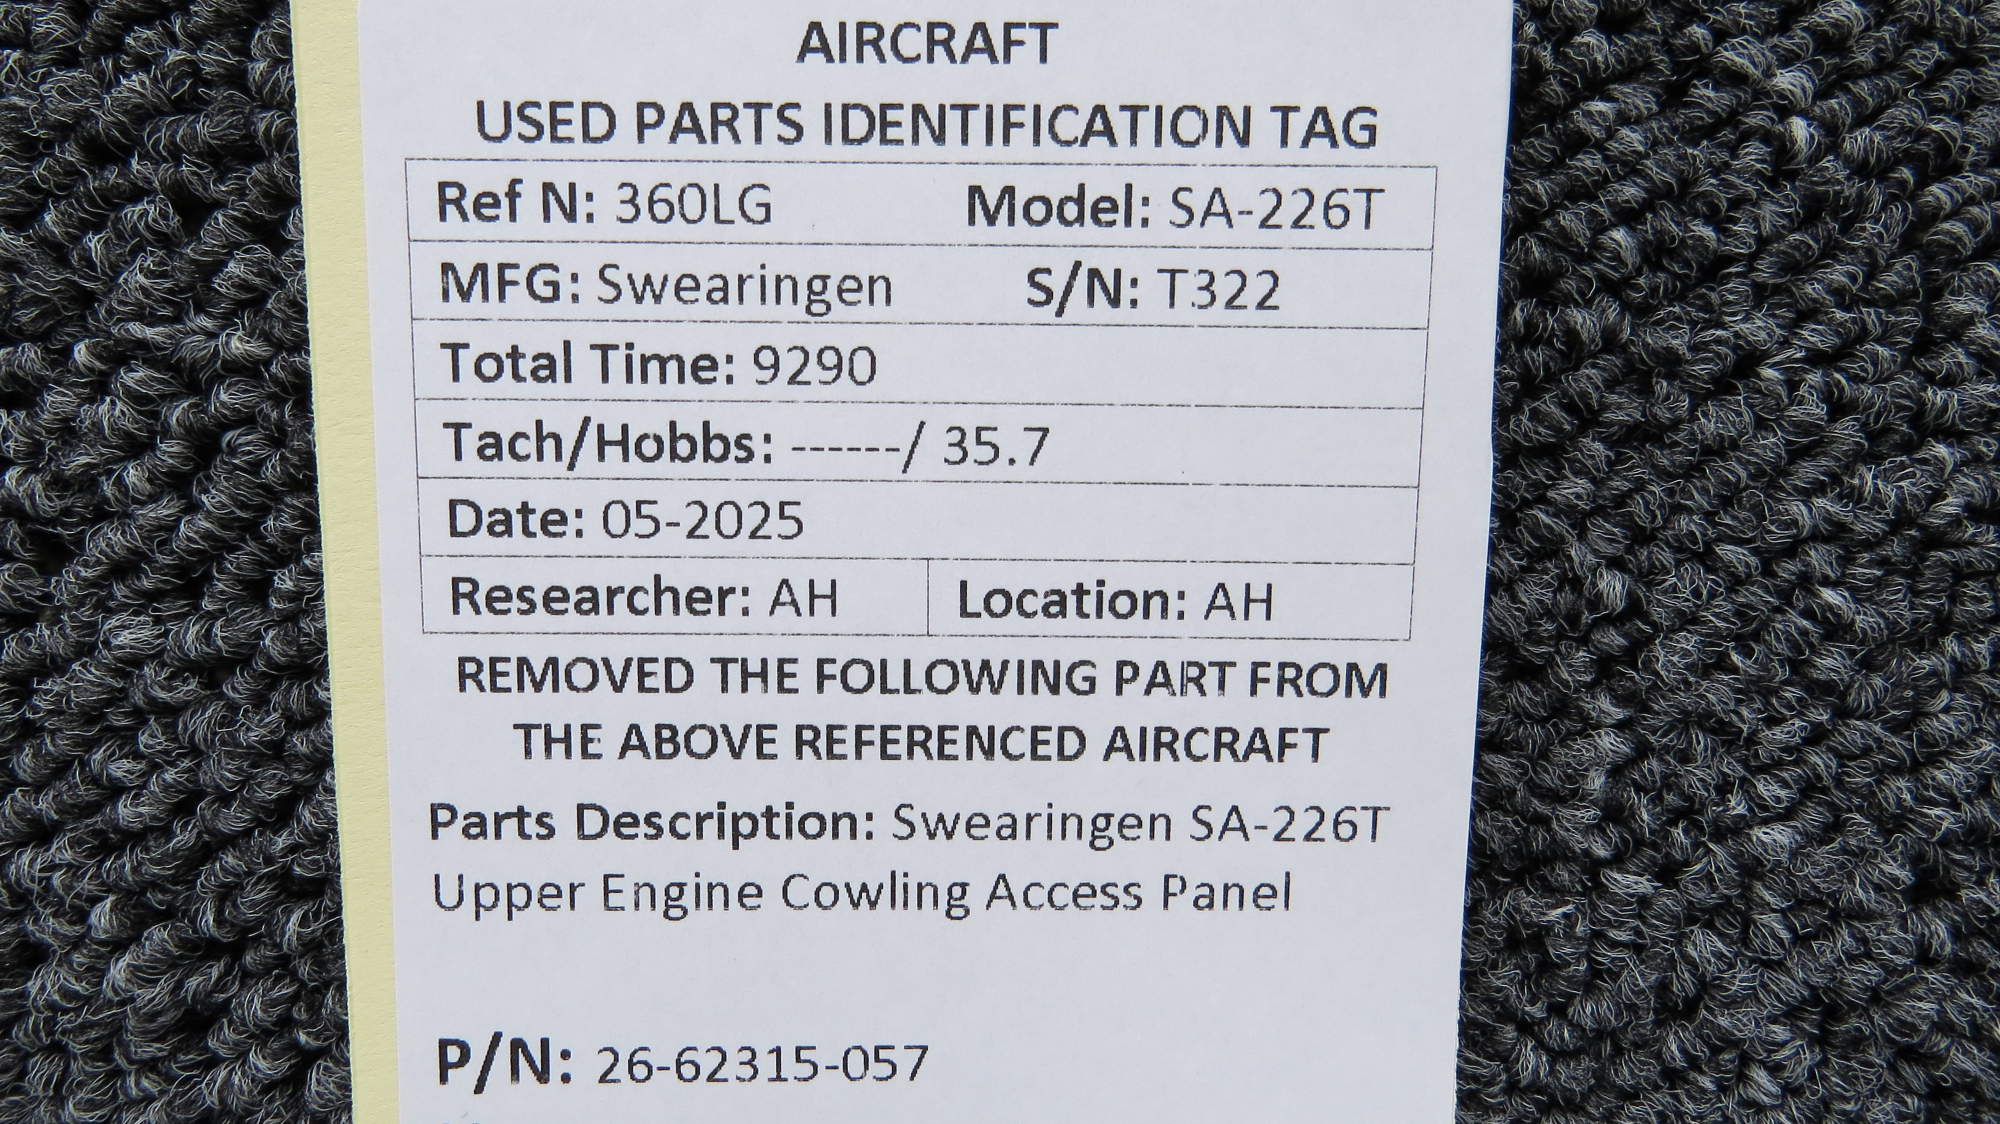 AIRCRAFT
USED PARTS IDENTIFICATION TAG
Ref N: 360LG Model: SA-226T
MFG: Swearingen S/N: T322
Total Time: 9290
Tach/Hobbs: ------/ 35.7
Date: 05-2025
Researcher: AH Location: AH
REMOVED THE FOLLOWING PART FROM
THE ABOVE REFERENCED AIRCRAFT
Parts Description: Swearingen SA-226T
Upper Engine Cowling Access Panel
P/N: 26-62315-057